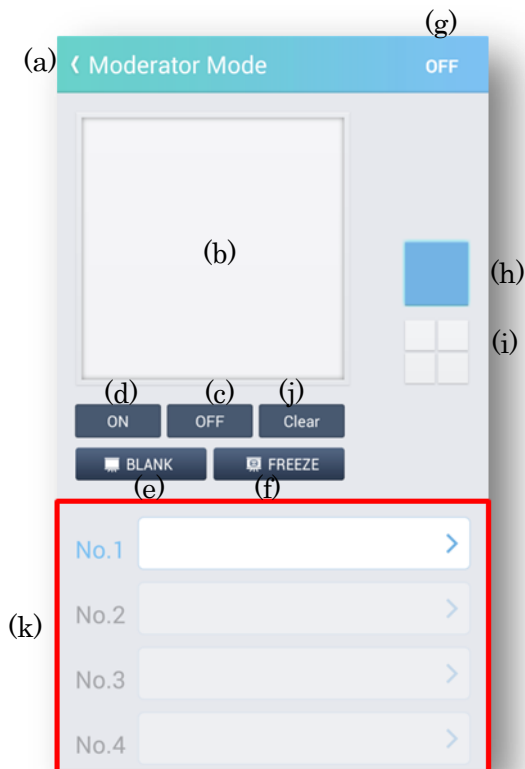 (g)
(a) ‹ Moderator Mode OFF
(b)
(h)
(i)
(d) (c) (j)
ON OFF Clear
BLANK FREEZE
(e) (f)
No.1
(k) No.2
No.3
No.4